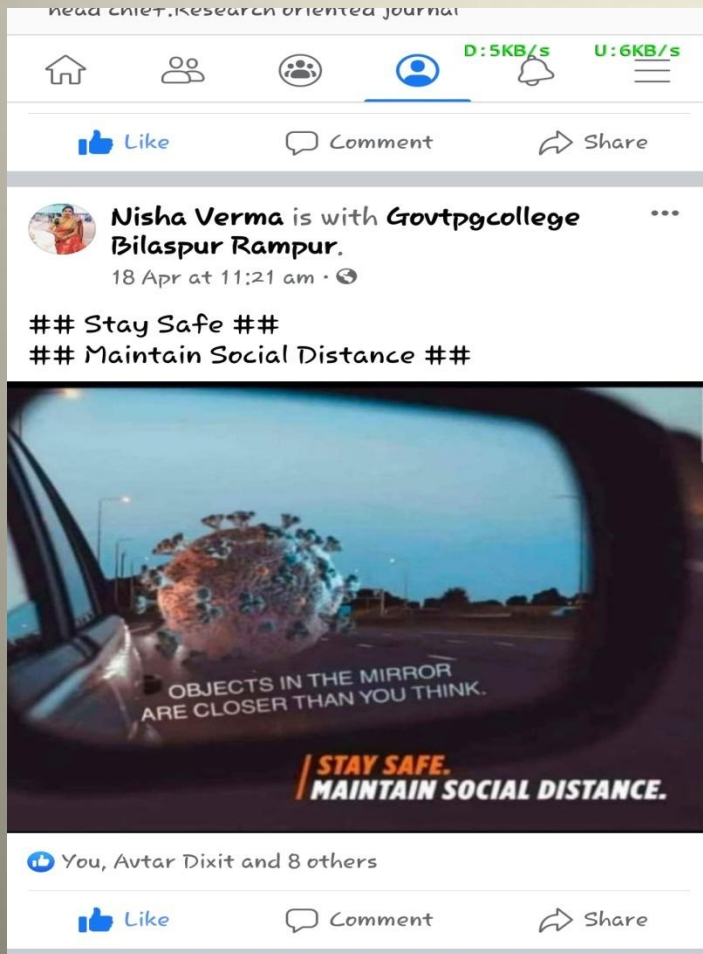 head chief.Research oriented journal
D:5KB/s U:6KB/s
Like Comment Share
Nisha Verma is with Govtpgcollege
Bilaspur Rampur.
18 Apr at 11:21 am ·
## Stay Safe ##
## Maintain Social Distance ##
OBJECTS IN THE MIRROR
ARE CLOSER THAN YOU THINK.
STAY SAFE.
MAINTAIN SOCIAL DISTANCE.
You, Avtar Dixit and 8 others
Like Comment Share